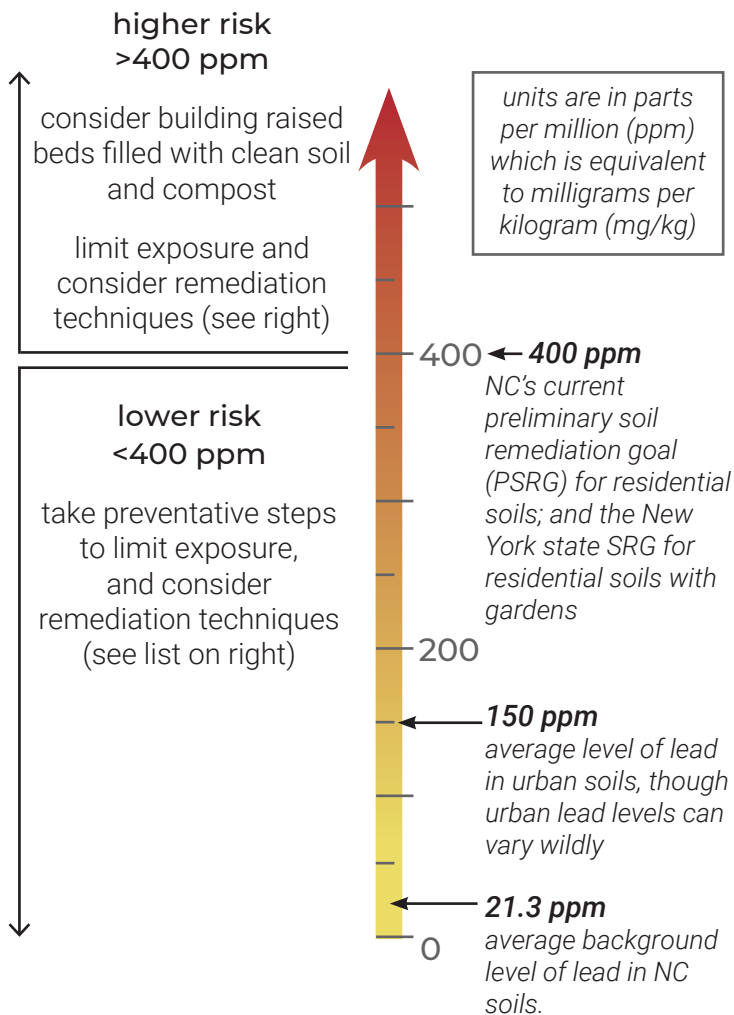 higher risk
>400 ppm
consider building raised
beds filled with clean soil
and compost
limit exposure and
consider remediation
techniques (see right)
lower risk
<400 ppm
take preventative steps
to limit exposure,
and consider
remediation techniques
(see list on right)
units are in parts
per million (ppm)
which is equivalent
to milligrams per
kilogram (mg/kg)
400
400 ppm
NC's current
preliminary soil
remediation goal
(PSRG) for residential
soils; and the New
York state SRG for
residential soils with
gardens
200
150 ppm
average level of lead
in urban soils, though
urban lead levels can
vary wildly
21.3 ppm
0
average background
level of lead in NC
soils.